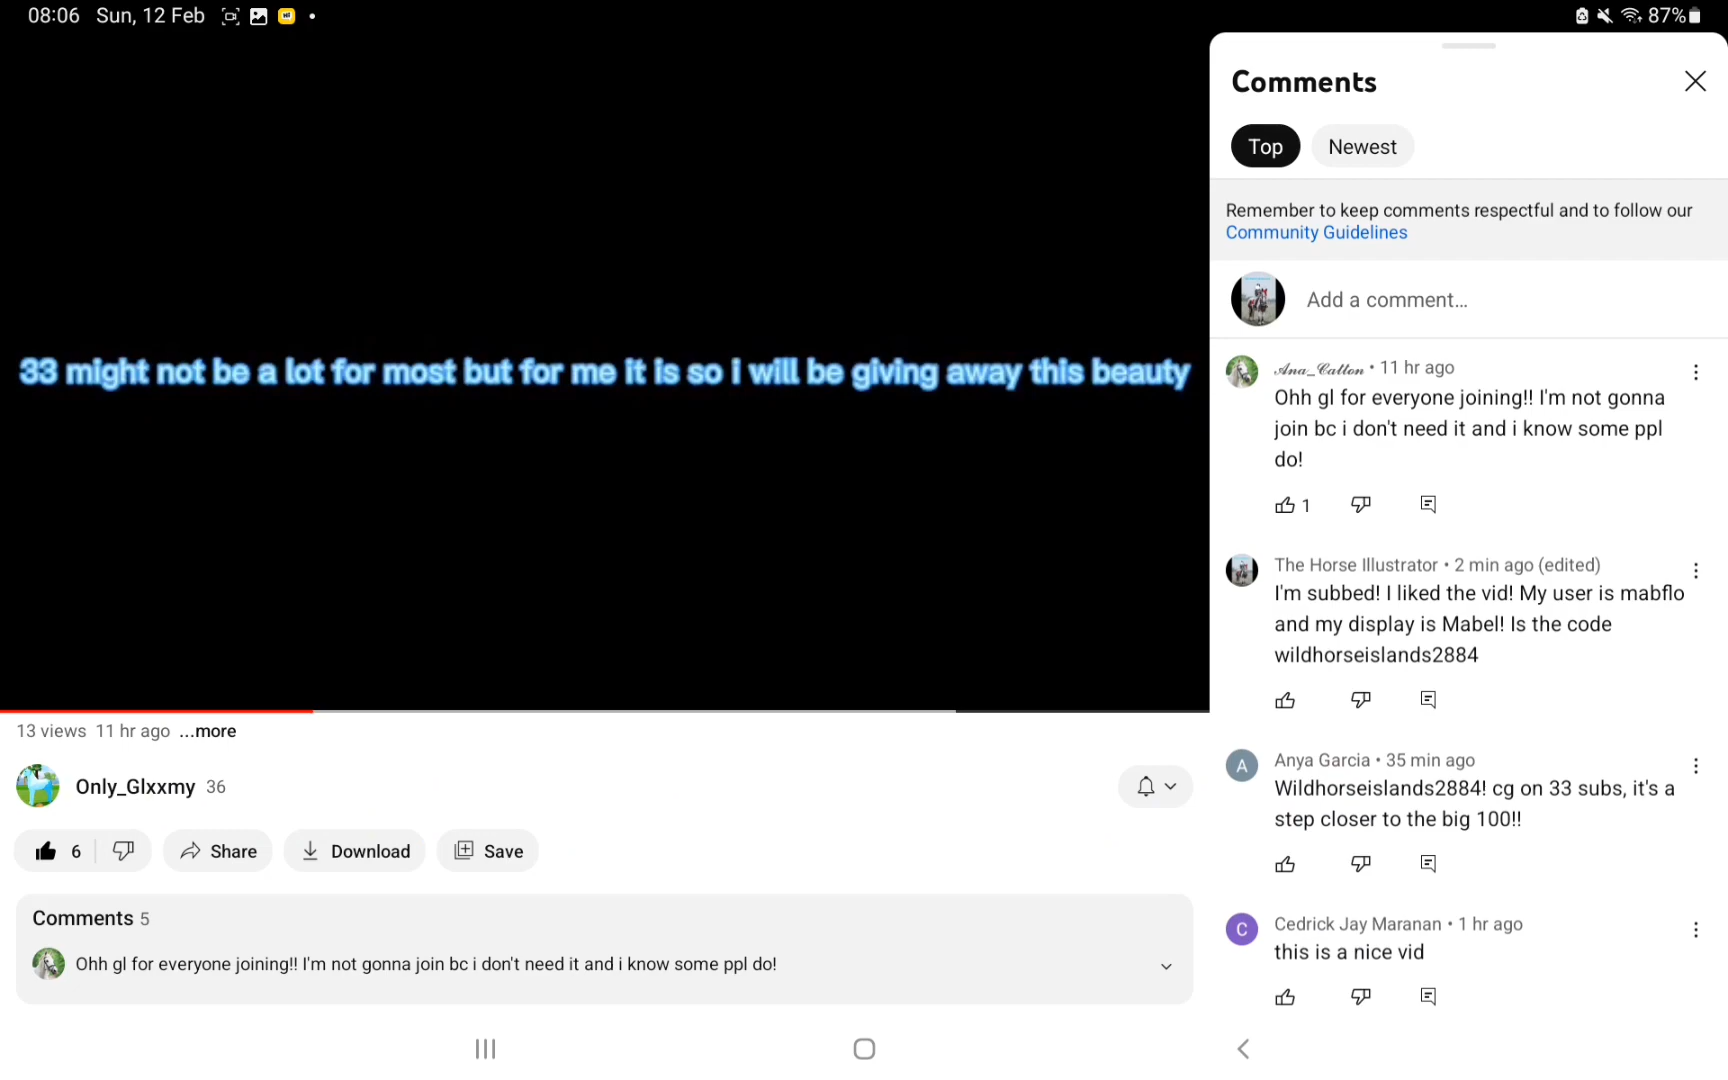 08:06 Sun, 12 Feb
87%
33 might not be a lot for most but for me it is so i will be giving away this beauty
13 views 11 hr ago ...more
Only_Glxxmy 36
6 Share Download Save
Comments 5
Ohh gl for everyone joining!! I'm not gonna join bc i don't need it and i know some ppl do!
Comments
Top Newest
Remember to keep comments respectful and to follow our
Community Guidelines
Add a comment...
𝒜𝓃𝒶_𝒞𝒶𝓉𝓉𝑜𝓃 • 11 hr ago
Ohh gl for everyone joining!! I'm not gonna
join bc i don't need it and i know some ppl
do!
1
The Horse Illustrator • 2 min ago (edited)
I'm subbed! I liked the vid! My user is mabflo
and my display is Mabel! Is the code
wildhorseislands2884
A
Anya Garcia • 35 min ago
Wildhorseislands2884! cg on 33 subs, it's a
step closer to the big 100!!
C
Cedrick Jay Maranan • 1 hr ago
this is a nice vid